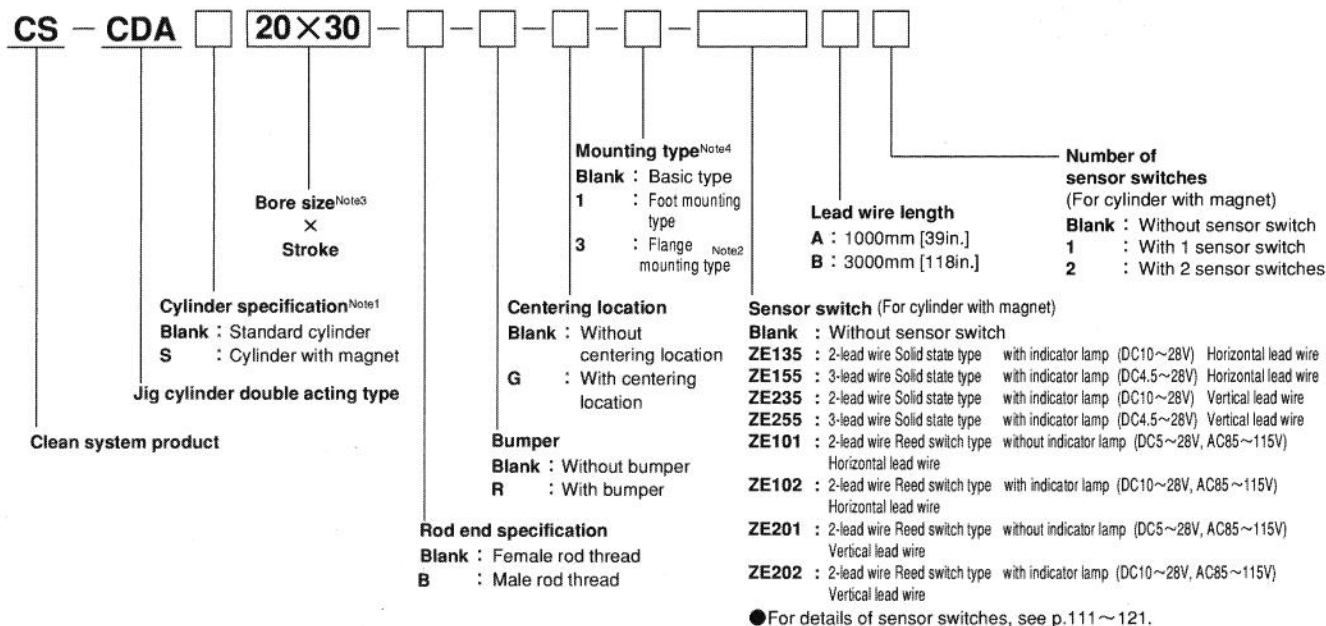 CS – CDA □ 20×30 – □ – □ – □ – □ – □ □ □
Mounting type Note4
Blank : Basic type
1 : Foot mounting
type
3 : Flange Note2
mounting type
Number of
sensor switches
(For cylinder with magnet)
Blank : Without sensor switch
1 : With 1 sensor switch
2 : With 2 sensor switches
Bore size Note3
×
Stroke
Lead wire length
A : 1000mm [39in.]
B : 3000mm [118in.]
Cylinder specification Note1
Blank : Standard cylinder
S : Cylinder with magnet
Centering location
Blank : Without
centering location
G : With centering
location
Sensor switch (For cylinder with magnet)
Blank : Without sensor switch
ZE135 : 2-lead wire Solid state type with indicator lamp (DC10~28V) Horizontal lead wire
ZE155 : 3-lead wire Solid state type with indicator lamp (DC4.5~28V) Horizontal lead wire
ZE235 : 2-lead wire Solid state type with indicator lamp (DC10~28V) Vertical lead wire
ZE255 : 3-lead wire Solid state type with indicator lamp (DC4.5~28V) Vertical lead wire
ZE101 : 2-lead wire Reed switch type without indicator lamp (DC5~28V, AC85~115V)
Horizontal lead wire
ZE102 : 2-lead wire Reed switch type with indicator lamp (DC10~28V, AC85~115V)
Horizontal lead wire
ZE201 : 2-lead wire Reed switch type without indicator lamp (DC5~28V, AC85~115V)
Vertical lead wire
ZE202 : 2-lead wire Reed switch type with indicator lamp (DC10~28V, AC85~115V)
Vertical lead wire
●For details of sensor switches, see p.111~121.
Jig cylinder double acting type
Clean system product
Bumper
Blank : Without bumper
R : With bumper
Rod end specification
Blank : Female rod thread
B : Male rod thread